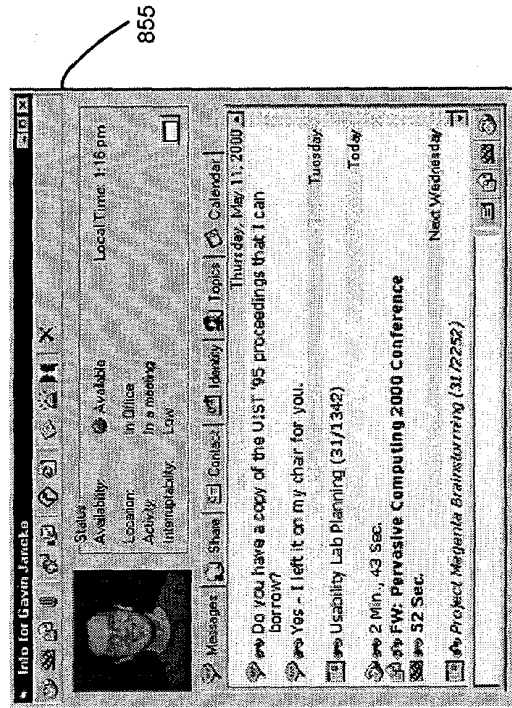 855
Info for Gavin Jancke
Status
Availability: Available Local Time: 1:16 pm
Location: In Office
Activity: In a meeting
Interruptability: Low
Messages Share Contact Identity Topics Calendar
Thursday, May 11, 2000
Do you have a copy of the UIST '95 proceedings that I can
borrow?
Yes - I left it on my chair for you.
Tuesday
Usability Lab Planning (31/1342)
Today
2 Min., 43 Sec.
FW: Pervasive Computing 2000 Conference
52 Sec.
Next Wednesday
Project Magenta Brainstorming (31/2252)